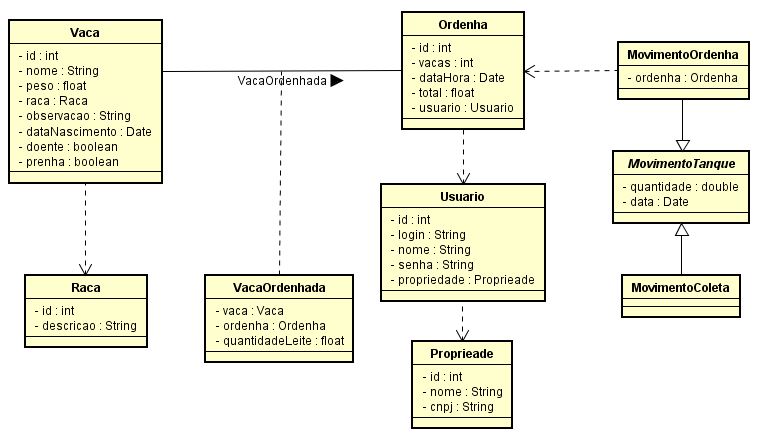 Vaca
- id : int
- nome : String
- peso : float
- raca : Raca
- observacao : String
- dataNascimento : Date
- doente : boolean
- prenha : boolean
VacaOrdenhada
Ordenha
- id : int
- vacas : int
- dataHora : Date
- total : float
- usuario : Usuario
MovimentoOrdenha
- ordenha : Ordenha
MovimentoTanque
- quantidade : double
- data : Date
Usuario
- id : int
- login : String
- nome : String
- senha : String
- propriedade : Proprieade
Raca
- id : int
- descricao : String
VacaOrdenhada
- vaca : Vaca
- ordenha : Ordenha
- quantidadeLeite : float
MovimentoColeta
Proprieade
- id : int
- nome : String
- cnpj : String